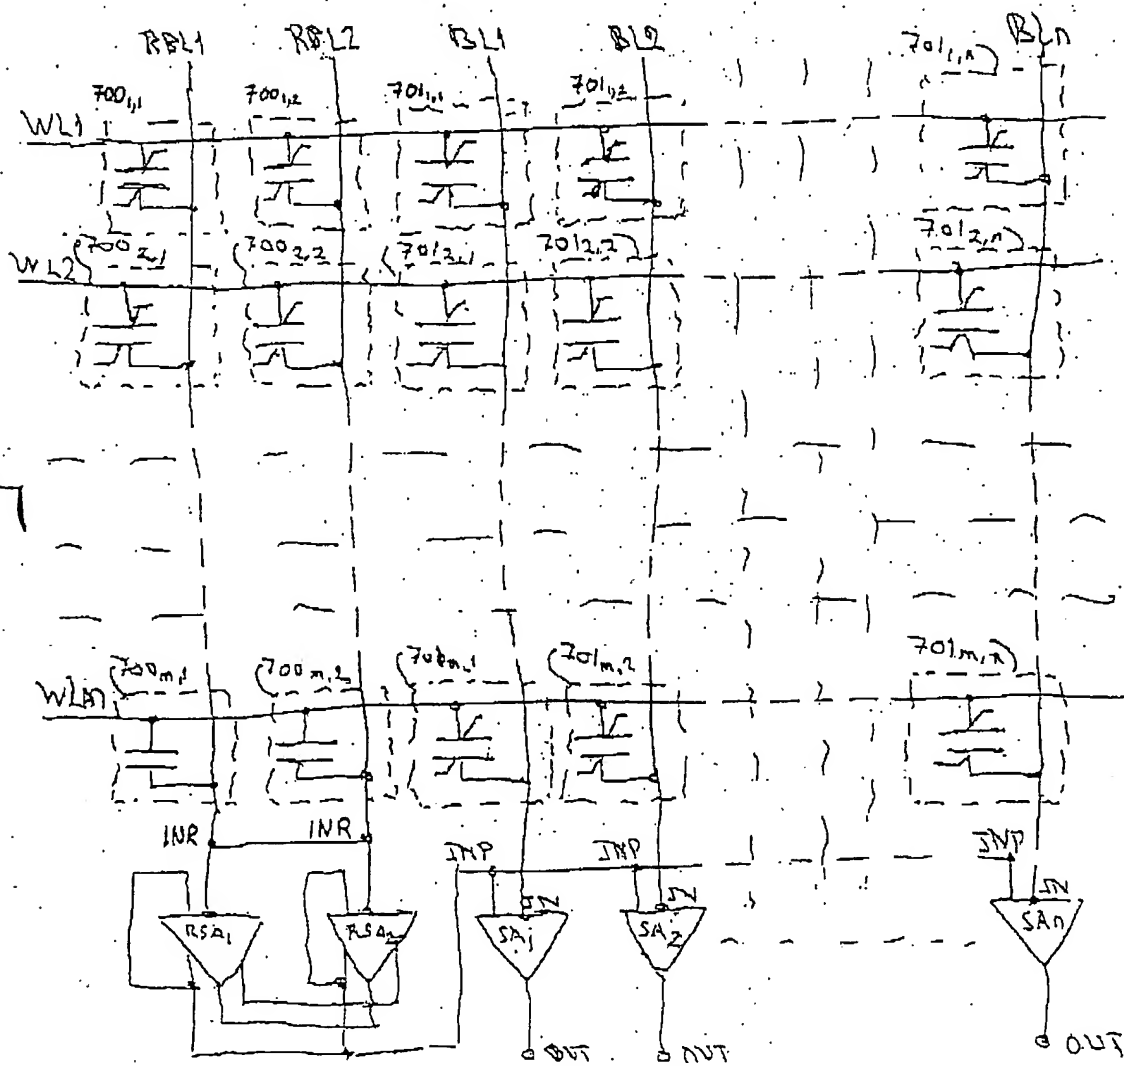 RBL1 RBL2 BL1 BL2 BLn
700₁,₁ 700₁,₂ 701₁,₁ 701₁,₂ 701₁,n
WL1
700₂,₁ 700₂,₂ 701₂,₁ 701₂,₂ 701₂,n
WL2
700m,1 700m,2 701m,1 701m,2 701m,n
WLm
INR INR INP INP INP
IN IN IN
RSA₁ RSA₂ SA₁ SA₂ SAn
OUT OUT OUT